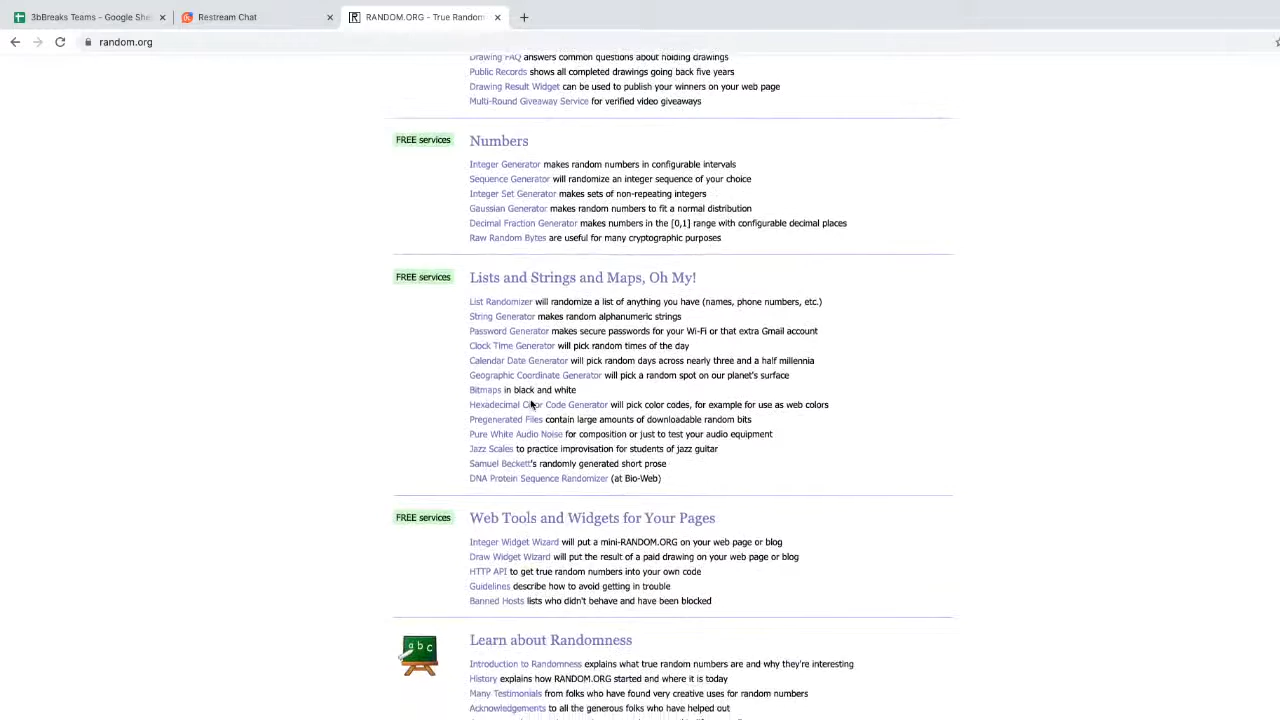 3bBreaks Teams - Google She
Restream Chat
RANDOM.ORG - True Random
random.org
Drawing FAQ answers common questions about holding drawings
Public Records shows all completed drawings going back five years
Drawing Result Widget can be used to publish your winners on your web page
Multi-Round Giveaway Service for verified video giveaways
FREE services
Numbers
Integer Generator makes random numbers in configurable intervals
Sequence Generator will randomize an integer sequence of your choice
Integer Set Generator makes sets of non-repeating integers
Gaussian Generator makes random numbers to fit a normal distribution
Decimal Fraction Generator makes numbers in the [0,1] range with configurable decimal places
Raw Random Bytes are useful for many cryptographic purposes
FREE services
Lists and Strings and Maps, Oh My!
List Randomizer will randomize a list of anything you have (names, phone numbers, etc.)
String Generator makes random alphanumeric strings
Password Generator makes secure passwords for your Wi-Fi or that extra Gmail account
Clock Time Generator will pick random times of the day
Calendar Date Generator will pick random days across nearly three and a half millennia
Geographic Coordinate Generator will pick a random spot on our planet's surface
Bitmaps in black and white
Hexadecimal Color Code Generator will pick color codes, for example for use as web colors
Pregenerated Files contain large amounts of downloadable random bits
Pure White Audio Noise for composition or just to test your audio equipment
Jazz Scales to practice improvisation for students of jazz guitar
Samuel Beckett's randomly generated short prose
DNA Protein Sequence Randomizer (at Bio-Web)
FREE services
Web Tools and Widgets for Your Pages
Integer Widget Wizard will put a mini-RANDOM.ORG on your web page or blog
Draw Widget Wizard will put the result of a paid drawing on your web page or blog
HTTP API to get true random numbers into your own code
Guidelines describe how to avoid getting in trouble
Banned Hosts lists who didn't behave and have been blocked
abc
Learn about Randomness
Introduction to Randomness explains what true random numbers are and why they're interesting
History explains how RANDOM.ORG started and where it is today
Many Testimonials from folks who have found very creative uses for random numbers
Acknowledgements to all the generous folks who have helped out